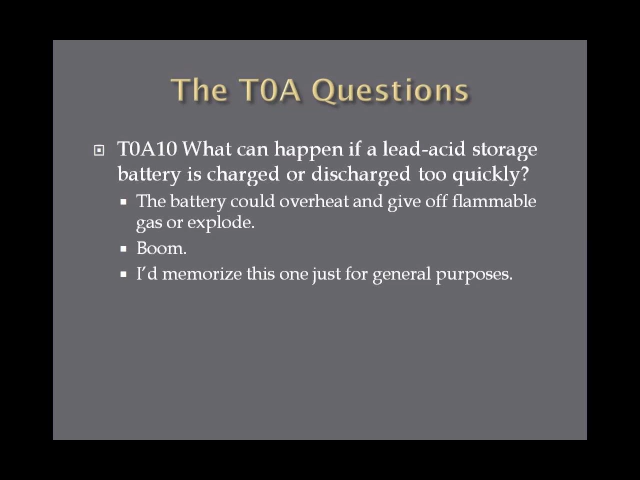 The T0A Questions
T0A10 What can happen if a lead-acid storage
battery is charged or discharged too quickly?
The battery could overheat and give off flammable
gas or explode.
Boom.
I'd memorize this one just for general purposes.